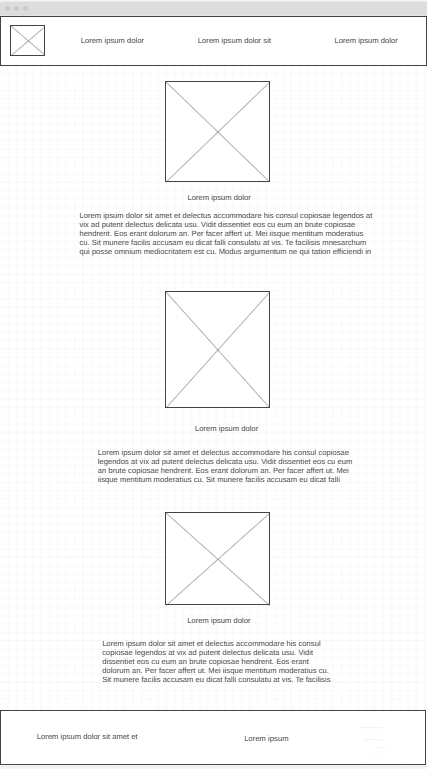 Lorem ipsum dolor
Lorem ipsum dolor sit
Lorem ipsum dolor
Lorem ipsum dolor
Lorem ipsum dolor sit amet et delectus accommodare his consul copiosae legendos at
vix ad putent delectus delicata usu. Vidit dissentiet eos cu eum an brute copiosae
hendrerit. Eos erant dolorum an. Per facer affert ut. Mei iisque mentitum moderatius
cu. Sit munere facilis accusam eu dicat falli consulatu at vis. Te facilisis mnesarchum
qui posse omnium mediocritatem est cu. Modus argumentum ne qui tation efficiendi in
Lorem ipsum dolor
Lorem ipsum dolor sit amet et delectus accommodare his consul copiosae
legendos at vix ad putent delectus delicata usu. Vidit dissentiet eos cu eum
an brute copiosae hendrerit. Eos erant dolorum an. Per facer affert ut. Mei
iisque mentitum moderatius cu. Sit munere facilis accusam eu dicat falli
Lorem ipsum dolor
Lorem ipsum dolor sit amet et delectus accommodare his consul
copiosae legendos at vix ad putent delectus delicata usu. Vidit
dissentiet eos cu eum an brute copiosae hendrerit. Eos erant
dolorum an. Per facer affert ut. Mei iisque mentitum moderatius cu.
Sit munere facilis accusam eu dicat falli consulatu at vis. Te facilisis
Lorem ipsum dolor sit amet et
Lorem ipsum